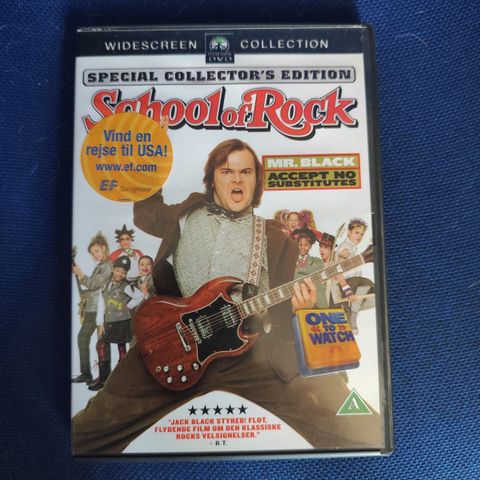 WIDESCREEN DVD COLLECTION
SPECIAL COLLECTOR'S EDITION
School of Rock
Vind en
rejse til USA!
www.ef.com
EF Sprogrejser
MR. BLACK
ACCEPT NO
SUBSTITUTES
ONE
TO
WATCH
"JACK BLACK STYRER! FLOT,
FLYDENDE FILM OM DEN KLASSISKE
ROCKS VELSIGNELSER."
- B.T.
A